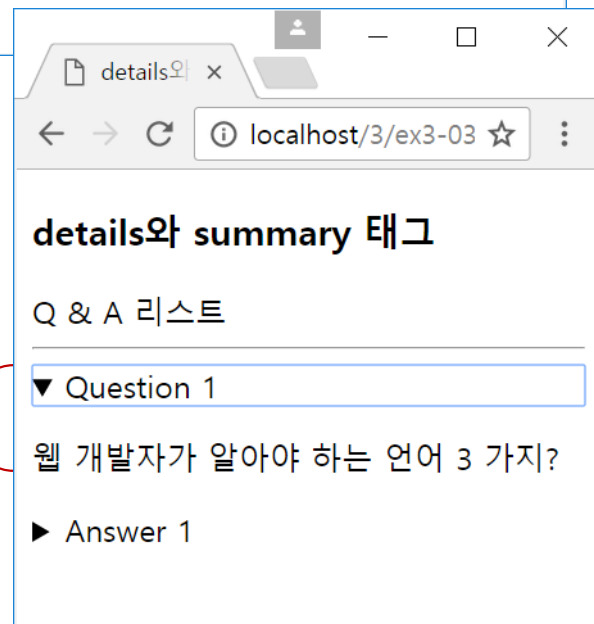 details와
localhost/3/ex3-03
details와 summary 태그
Q & A 리스트
Question 1
웹 개발자가 알아야 하는 언어 3 가지?
Answer 1